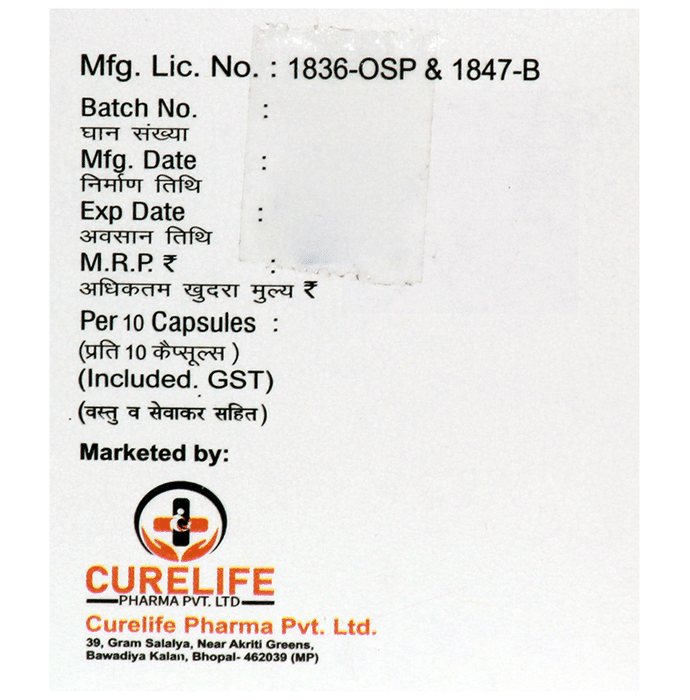 Mfg. Lic. No. : 1836-OSP & 1847-B
Batch No. :
घान संख्या
Mfg. Date :
निर्माण तिथि
Exp Date :
अवसान तिथि
M.R.P. ₹ :
अधिकतम खुदरा मुल्य ₹
Per 10 Capsules :
(प्रति 10 कैप्सूल्स )
(Included. GST)
(वस्तु व सेवाकर सहित)
Marketed by:
CURELIFE
PHARMA PVT. LTD
Curelife Pharma Pvt. Ltd.
39, Gram Salalya, Near Akriti Greens,
Bawadiya Kalan, Bhopal- 462039 (MP)